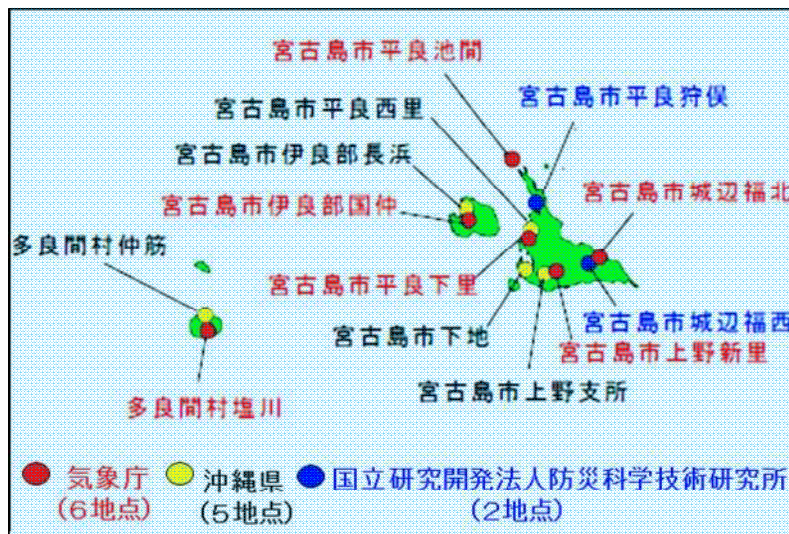 宮古島市平良池間
宮古島市平良狩俣
宮古島市平良西里
宮古島市伊良部長浜
宮古島市城辺福北
宮古島市伊良部国仲
多良間村仲筋
宮古島市平良下里
宮古島市城辺福西
宮古島市下地
宮古島市上野新里
宮古島市上野支所
多良間村塩川
気象庁
(6地点)
沖縄県
(5地点)
国立研究開発法人防災科学技術研究所
(2地点)